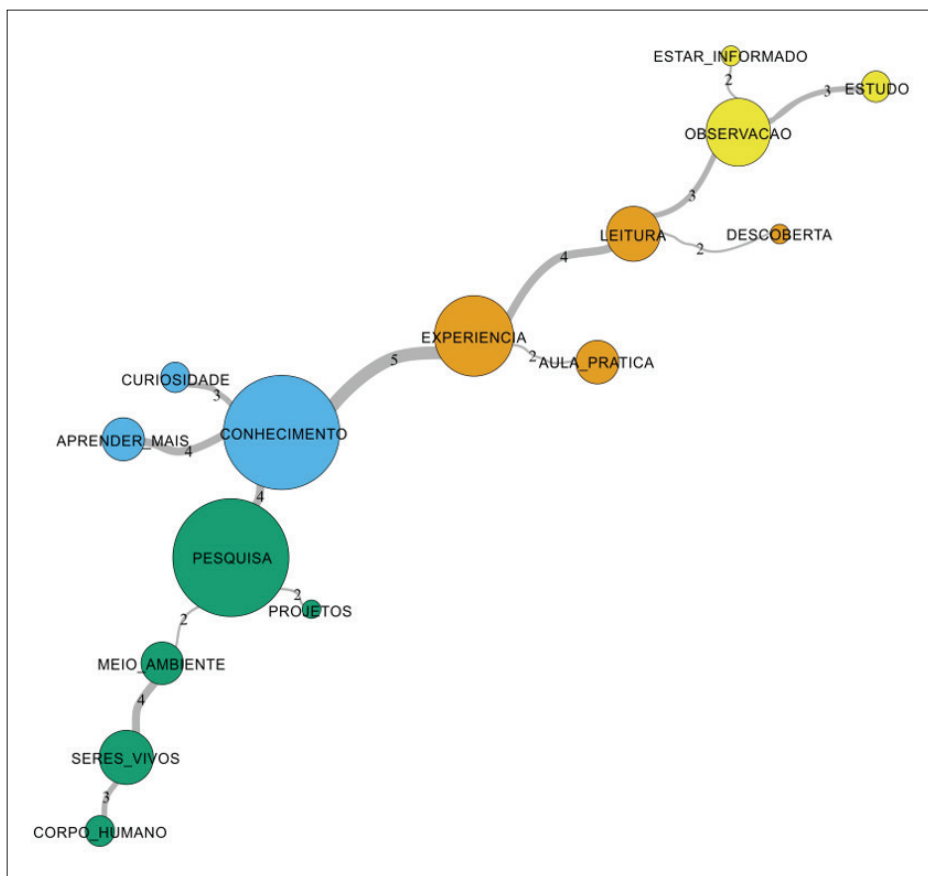 ESTAR_INFORMADO
2
3
ESTUDO
OBSERVACAO
3
LEITURA
DESCOBERTA
2
4
EXPERIENCIA
2
AULA_PRATICA
5
CURIOSIDADE
3
CONHECIMENTO
APRENDER_MAIS
4
4
PESQUISA
2
PROJETOS
2
MEIO_AMBIENTE
4
SERES_VIVOS
3
CORPO_HUMANO